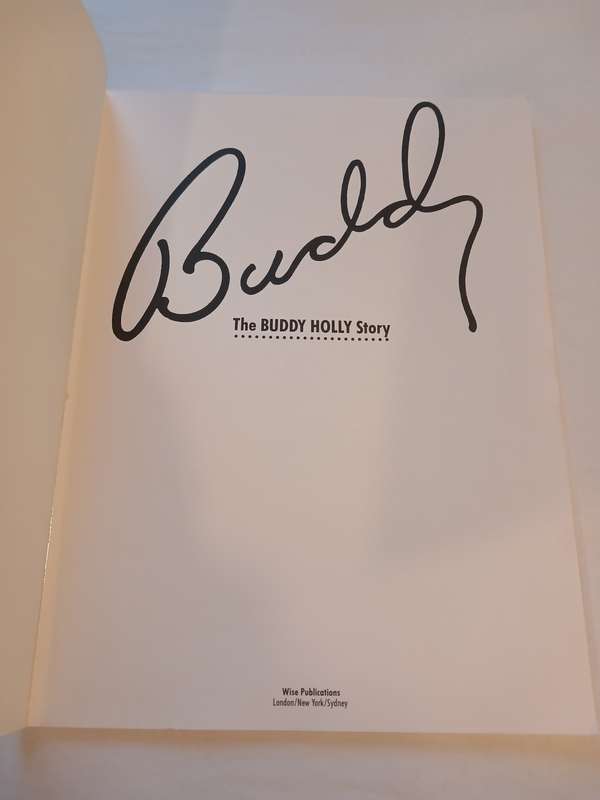 Buddy
The BUDDY HOLLY Story
Wise Publications
London/New York/Sydney